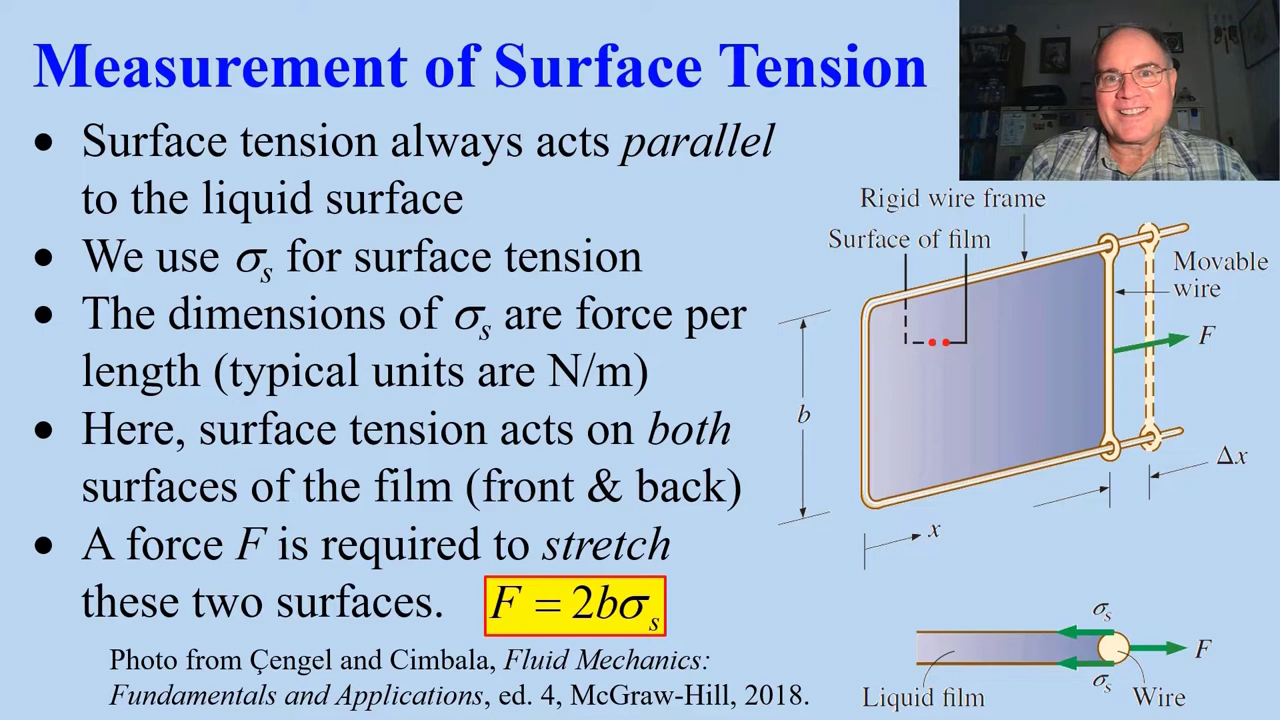 Measurement of Surface Tension
• Surface tension always acts parallel
to the liquid surface
• We use σs for surface tension
• The dimensions of σs are force per
length (typical units are N/m)
• Here, surface tension acts on both
surfaces of the film (front & back)
• A force F is required to stretch
these two surfaces. F = 2bσs
Photo from Çengel and Cimbala, Fluid Mechanics:
Fundamentals and Applications, ed. 4, McGraw-Hill, 2018.
Rigid wire frame
Surface of film
Movable
wire
F
b
Δx
x
σs
F
σs
Liquid film
Wire